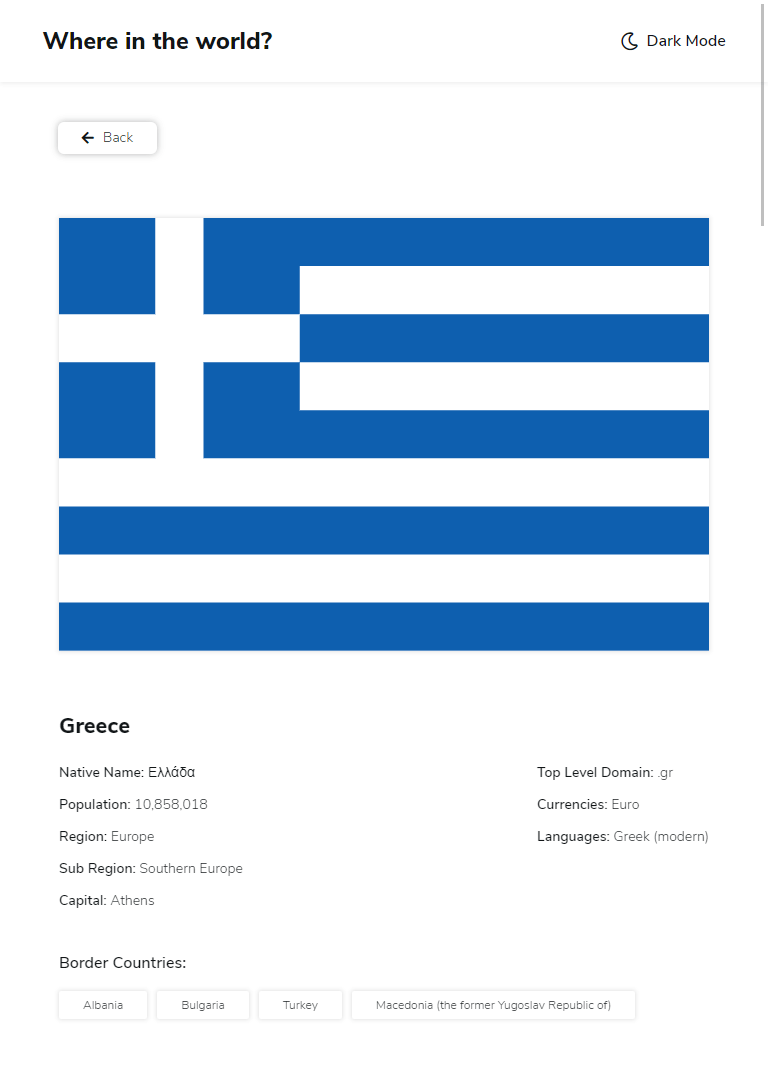 Where in the world?
Dark Mode
Back
Greece
Native Name: Ελλάδα
Population: 10,858,018
Region: Europe
Sub Region: Southern Europe
Capital: Athens
Top Level Domain: .gr
Currencies: Euro
Languages: Greek (modern)
Border Countries:
Albania
Bulgaria
Turkey
Macedonia (the former Yugoslav Republic of)